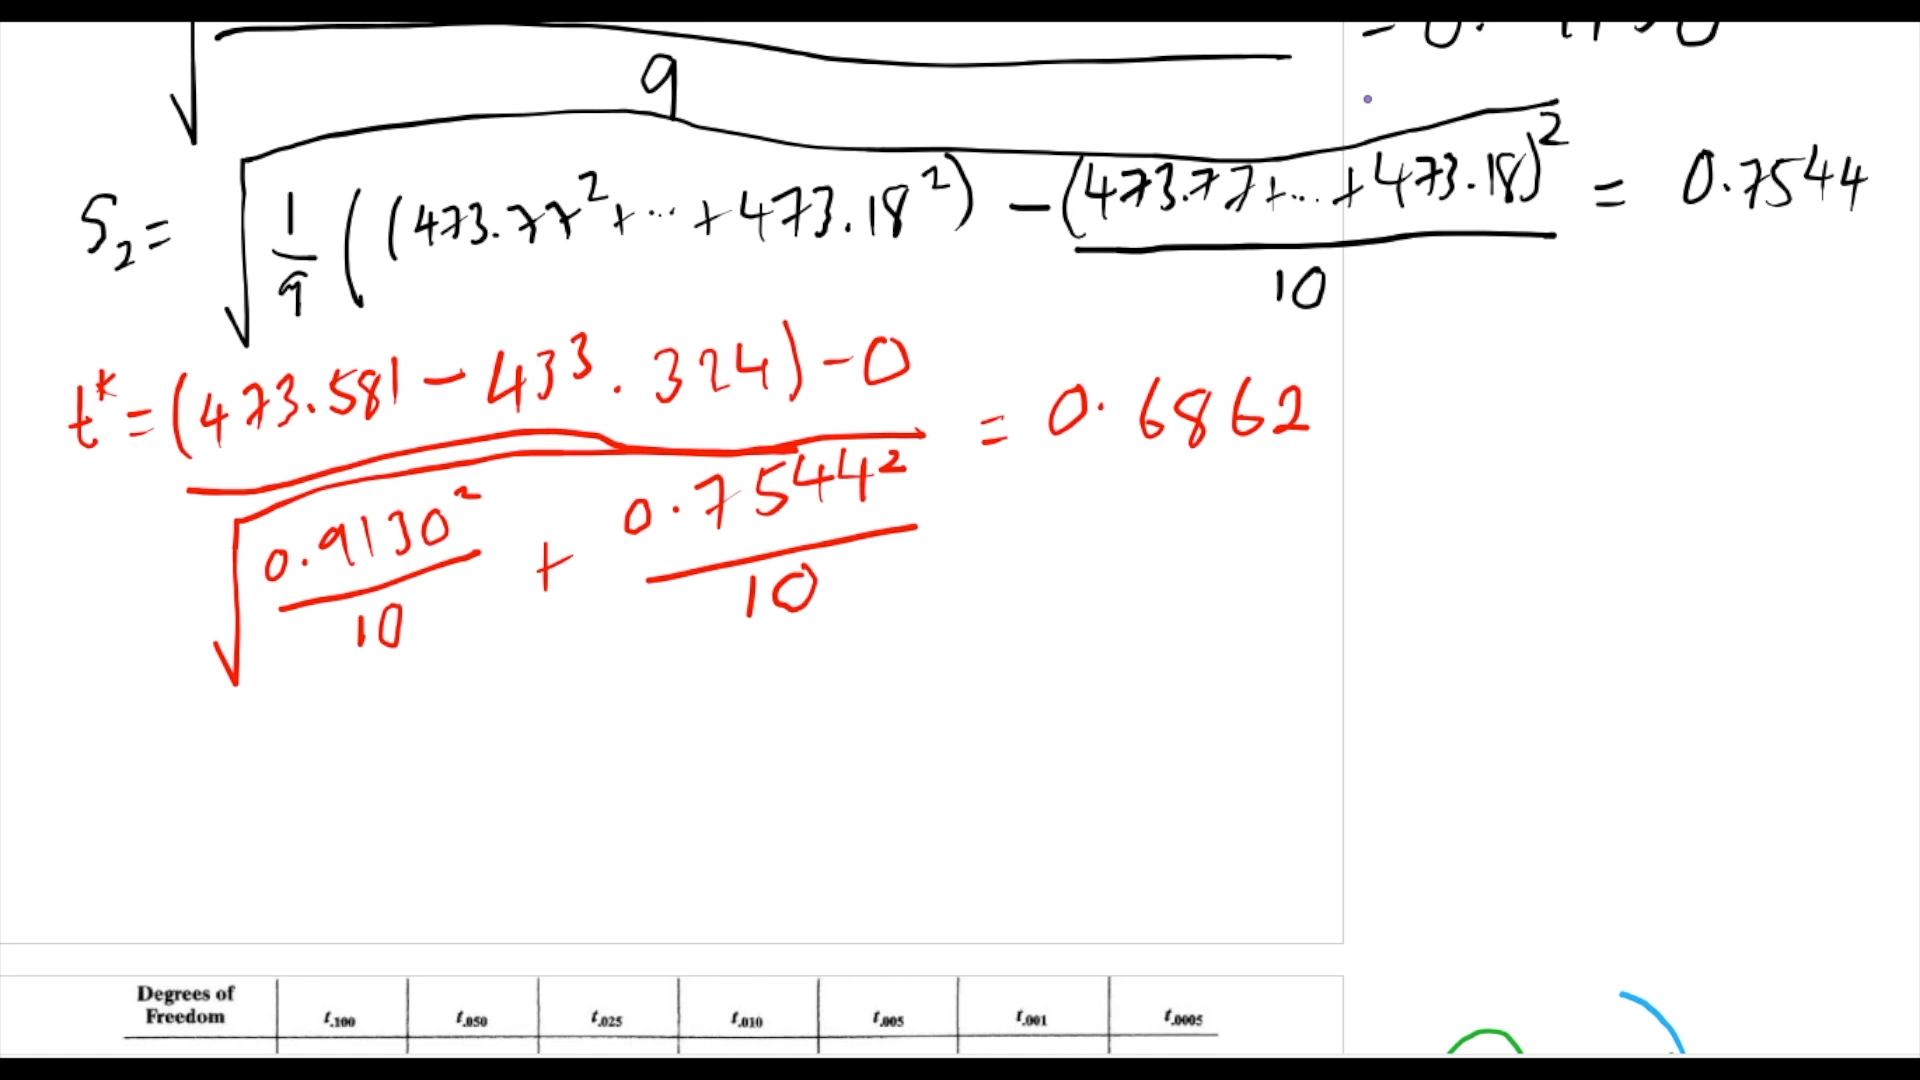 9
S₂ = √(1/9 ((473.77² + ... + 473.18²) − (473.77 + ... + 473.18)²/10)) = 0.7544
t* = ((473.581 − 433.324) − 0) / √(0.9130²/10 + 0.7544²/10) = 0.6862
Degrees of Freedom t.100 t.050 t.025 t.010 t.005 t.001 t.0005